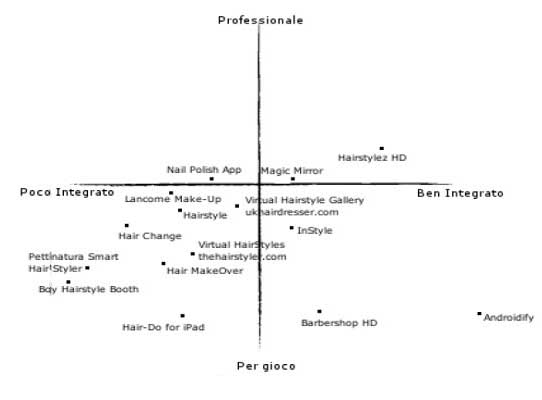 Professionale
Hairstylez HD
Nail Polish App
Magic Mirror
Poco Integrato
Ben Integrato
Lancome Make-Up
Virtual Hairstyle Gallery
ukhairdresser.com
Hairstyle
InStyle
Hair Change
Virtual HairStyles
thehairstyler.com
Pettinatura Smart
Hair Styler
Hair MakeOver
Boy Hairstyle Booth
Hair-Do for iPad
Barbershop HD
Androidify
Per gioco